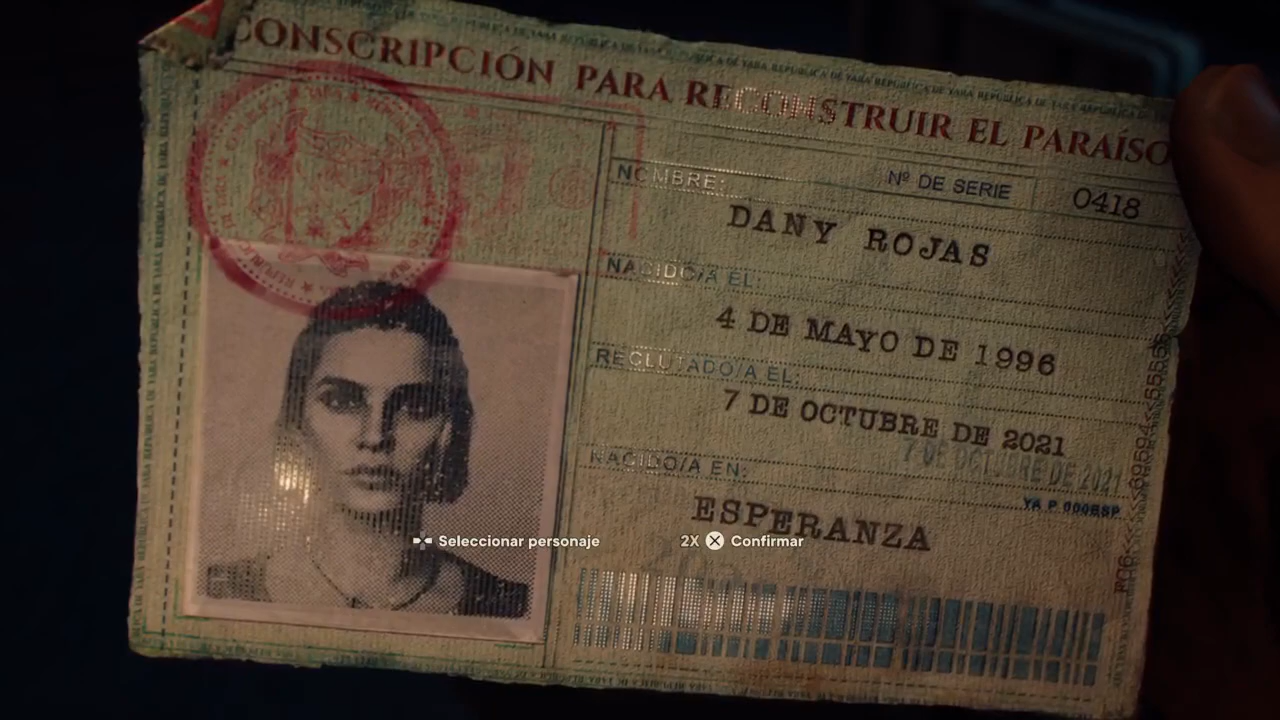 CONSCRIPCIÓN PARA RECONSTRUIR EL PARAÍSO
NOMBRE:
Nº DE SERIE
0418
DANY ROJAS
NACIDO/A EL:
4 DE MAYO DE 1996
RECLUTADO/A EL:
7 DE OCTUBRE DE 2021
7 DE OCTUBRE DE 2021
NACIDO/A EN:
YA P 000ESP
ESPERANZA
Seleccionar personaje
2X Confirmar